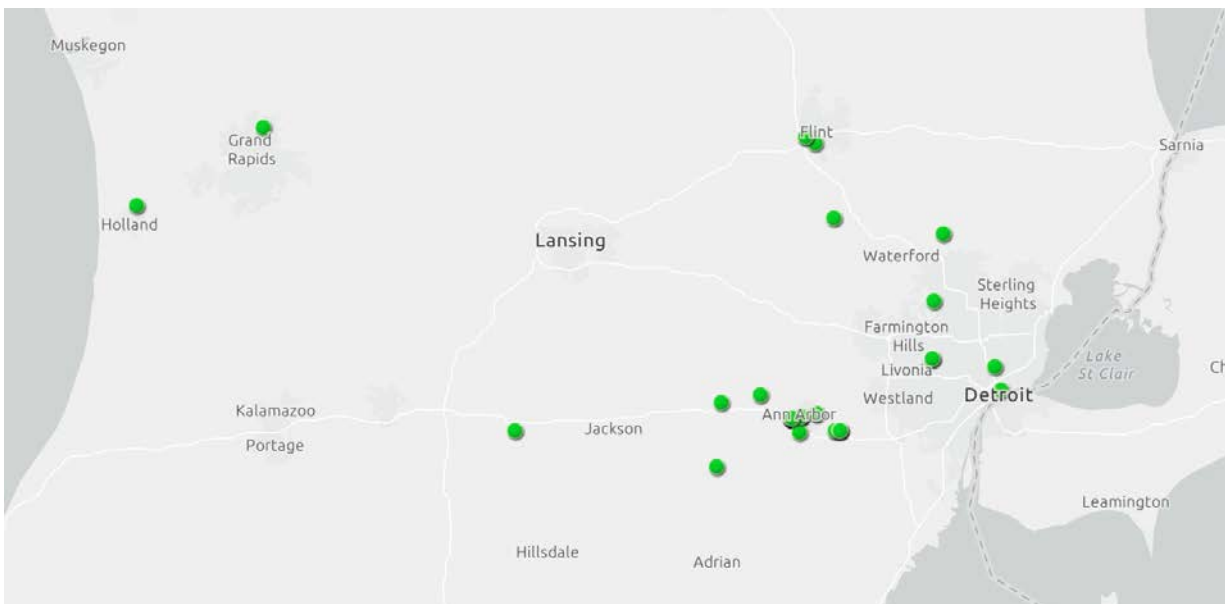 Muskegon
Grand
Rapids
Flint
Sarnia
Holland
Lansing
Waterford
Sterling
Heights
Farmington
Hills
Lake
St Clair
Ch
Livonia
Westland
Detroit
Kalamazoo
Ann Arbor
Portage
Jackson
Leamington
Hillsdale
Adrian